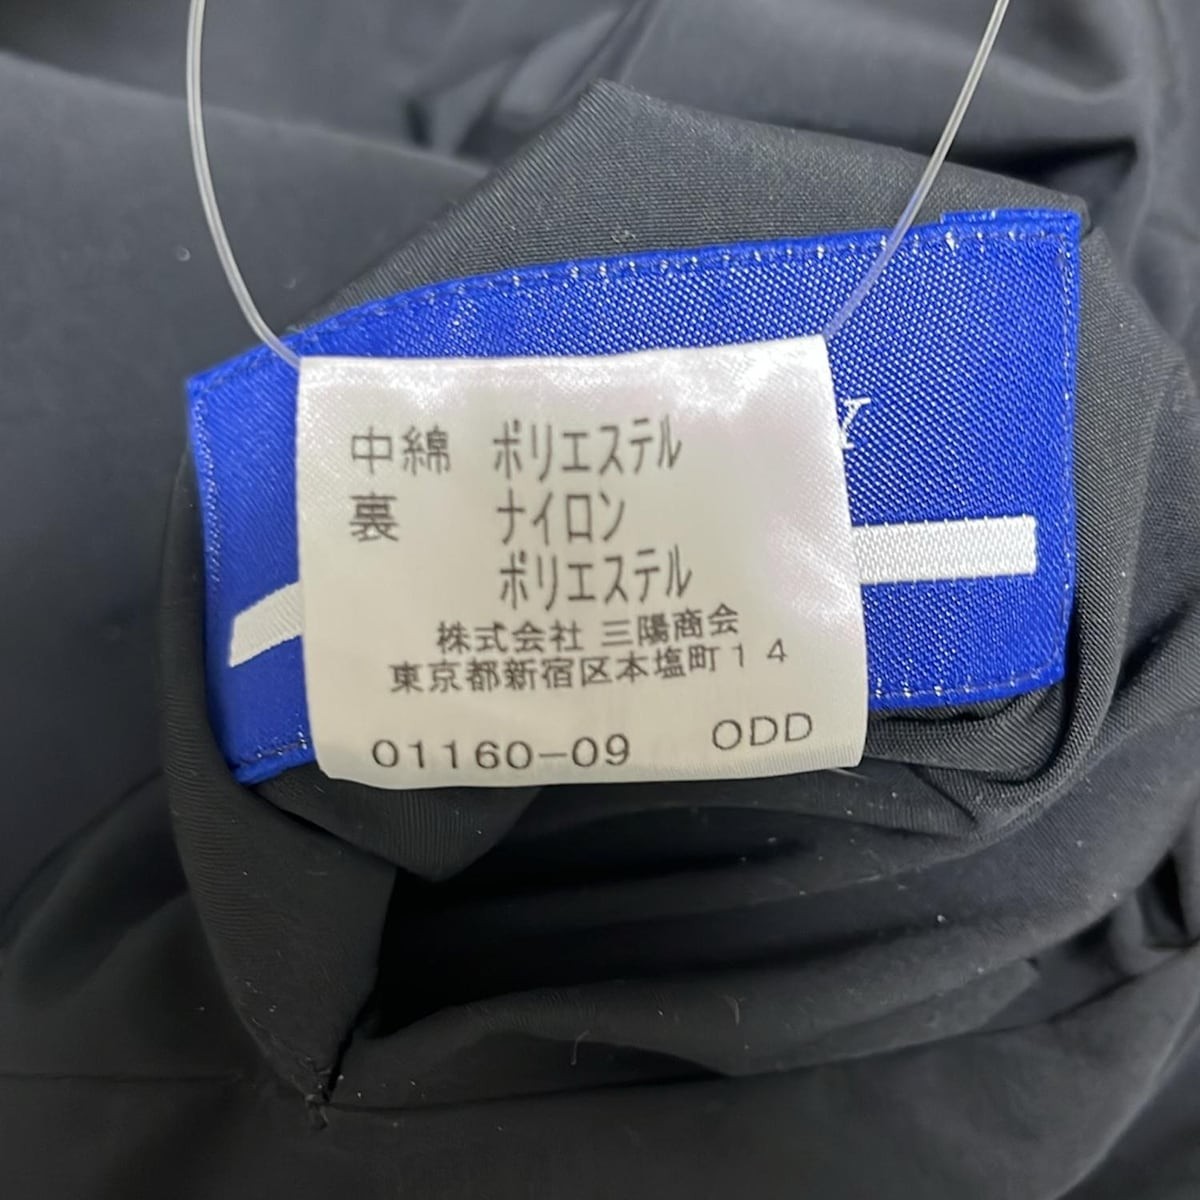 中綿 ポリエステル
裏 ナイロン
ポリエステル
株式会社 三陽商会
東京都新宿区本塩町14
01160-09 ODD
Y